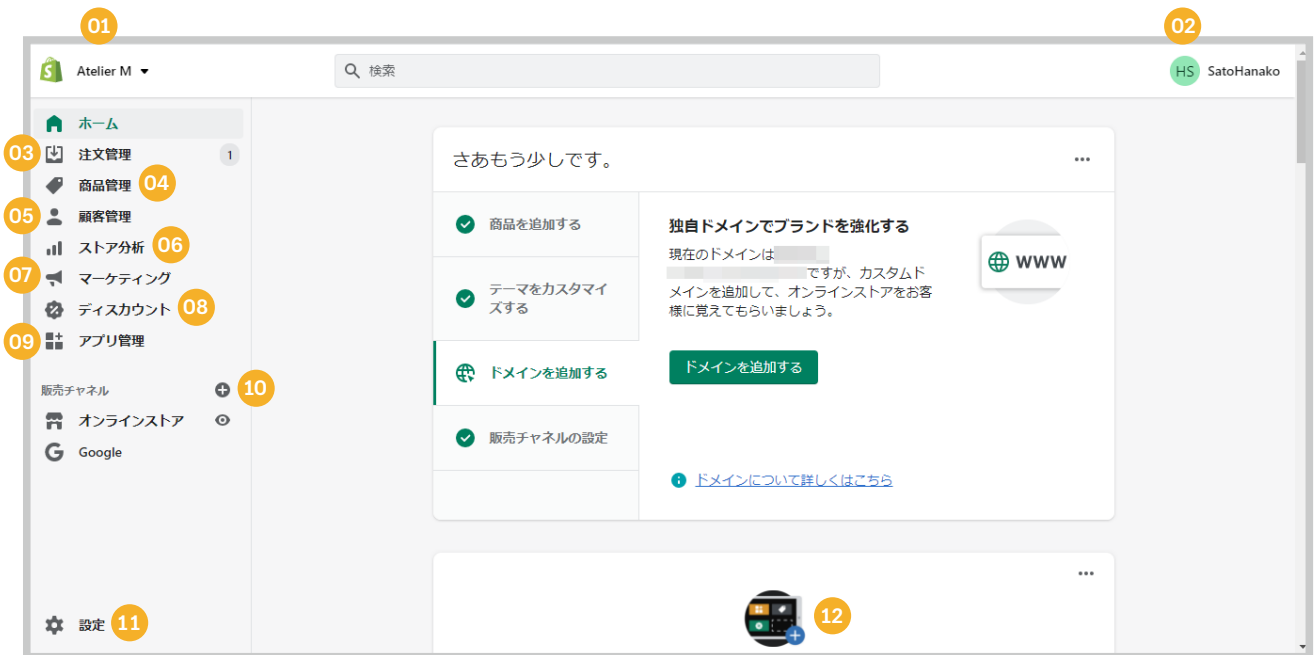 01
02
Atelier M
検索
HS
SatoHanako
ホーム
03
注文管理
1
商品管理
04
05
顧客管理
ストア分析
06
07
マーケティング
ディスカウント
08
09
アプリ管理
販売チャネル
10
オンラインストア
Google
設定
11
さあもう少しです。
商品を追加する
テーマをカスタマイ
ズする
ドメインを追加する
販売チャネルの設定
独自ドメインでブランドを強化する
現在のドメインは
ですが、カスタムド
メインを追加して、オンラインストアをお客
様に覚えてもらいましょう。
WWW
ドメインを追加する
ドメインについて詳しくはこちら
12